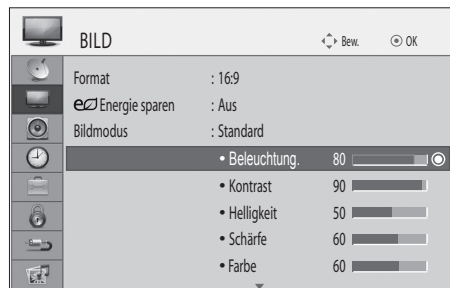 BILD Bew. OK
Format : 16:9
Energie sparen : Aus
Bildmodus : Standard
• Beleuchtung. 80
• Kontrast 90
• Helligkeit 50
• Schärfe 60
• Farbe 60